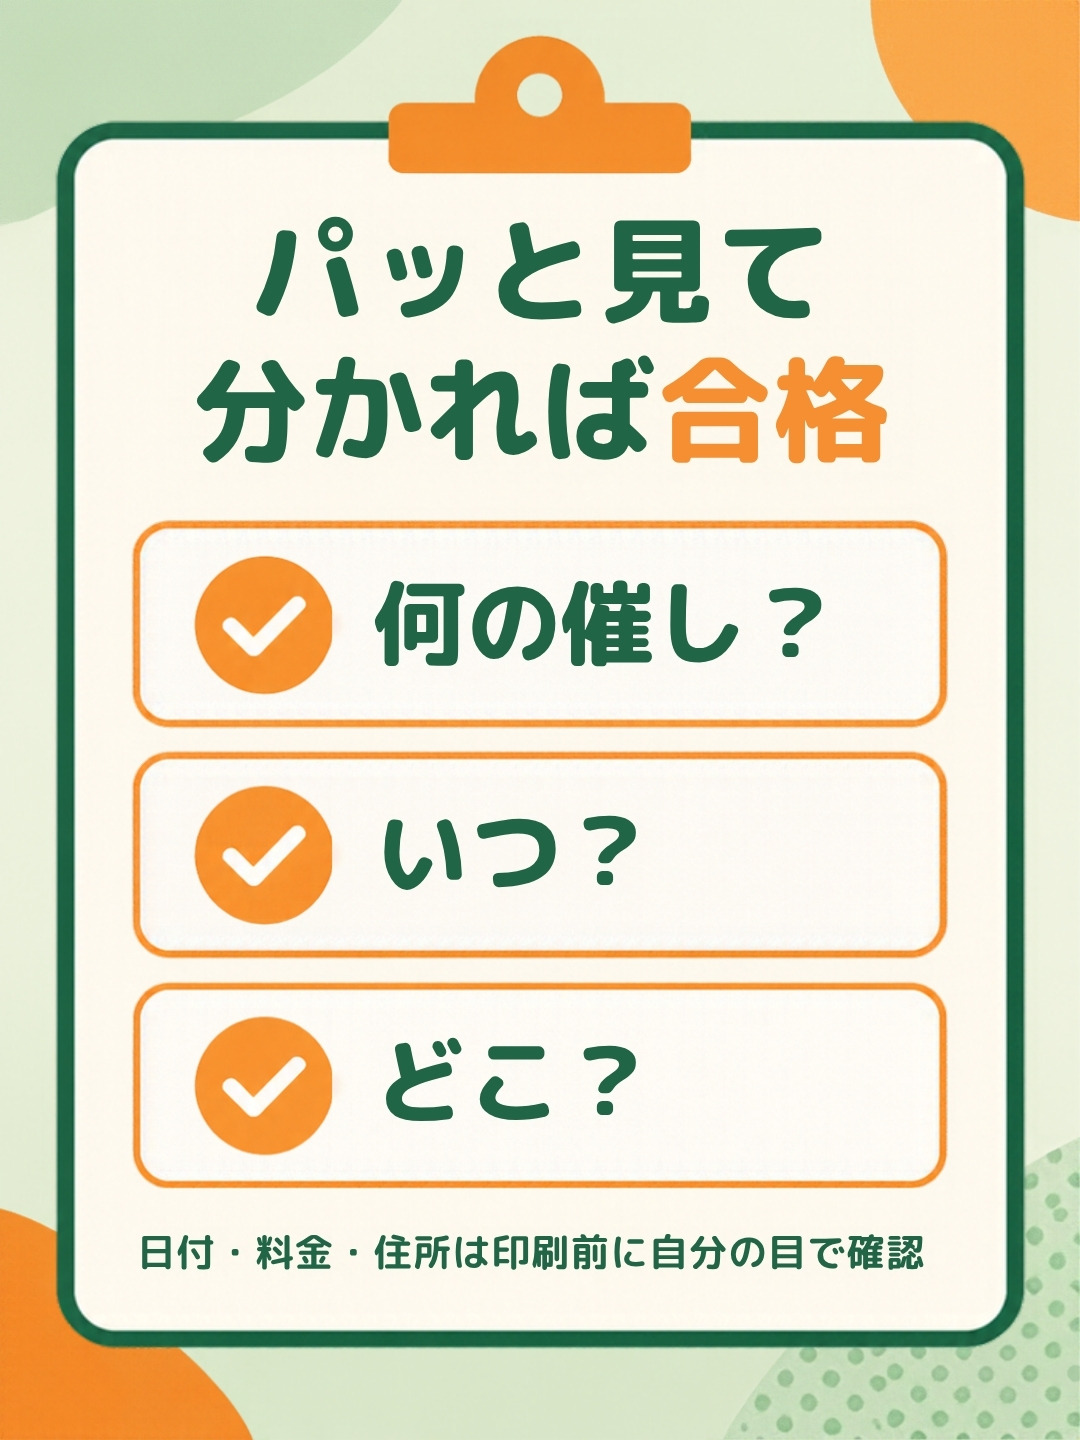 パッと見て
分かれば合格
何の催し？
いつ？
どこ？
日付・料金・住所は印刷前に自分の目で確認